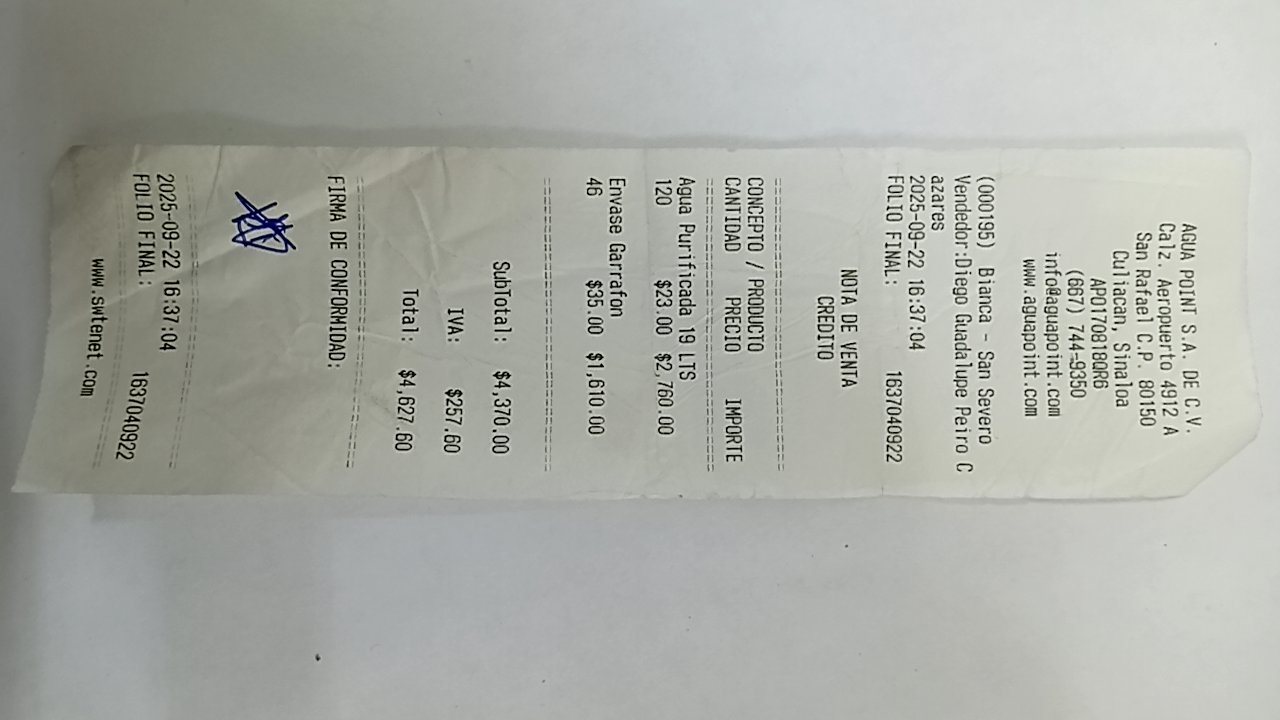 AGUA POINT S.A. DE C.V.
Calz. Aeropuerto 4912 A
San Rafael C.P. 80150
Culiacan, Sinaloa
APO170818QR6
(667) 744-9350
info@aguapoint.com
www.aguapoint.com
(000195) Bianca - San Severo
Vendedor:Diego Guadalupe Peiro C
azares
2025-09-22 16:37:04
FOLIO FINAL: 1637040922
NOTA DE VENTA
CREDITO
CONCEPTO / PRODUCTO
CANTIDAD PRECIO IMPORTE
Agua Purificada 19 LTS
120 $23.00 $2,760.00
Envase Garrafon
46 $35.00 $1,610.00
SubTotal: $4,370.00
IVA: $257.60
Total: $4,627.60
FIRMA DE CONFORMIDAD:
2025-09-22 16:37:04
FOLIO FINAL: 1637040922
www.swtenet.com